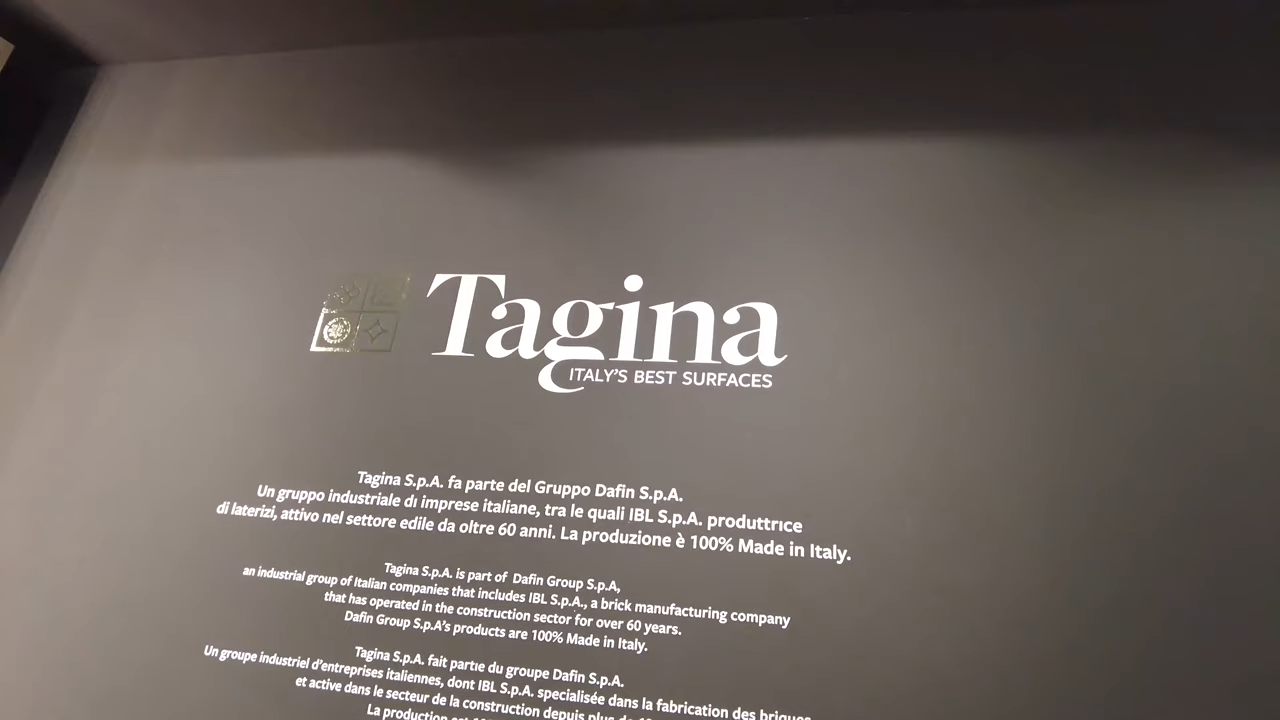 Tagina
ITALY'S BEST SURFACES
Tagina S.p.A. fa parte del Gruppo Dafin S.p.A.
Un gruppo industriale di imprese italiane, tra le quali IBL S.p.A. produttrice
di laterizi, attivo nel settore edile da oltre 60 anni. La produzione è 100% Made in Italy.
Tagina S.p.A. is part of Dafin Group S.p.A,
an industrial group of Italian companies that includes IBL S.p.A., a brick manufacturing company
that has operated in the construction sector for over 60 years.
Dafin Group S.p.A's products are 100% Made in Italy.
Tagina S.p.A. fait partie du groupe Dafin S.p.A.
Un groupe industriel d'entreprises italiennes, dont IBL S.p.A. specialisée dans la fabrication des briques
et active dans le secteur de la construction depuis plus de
La production est